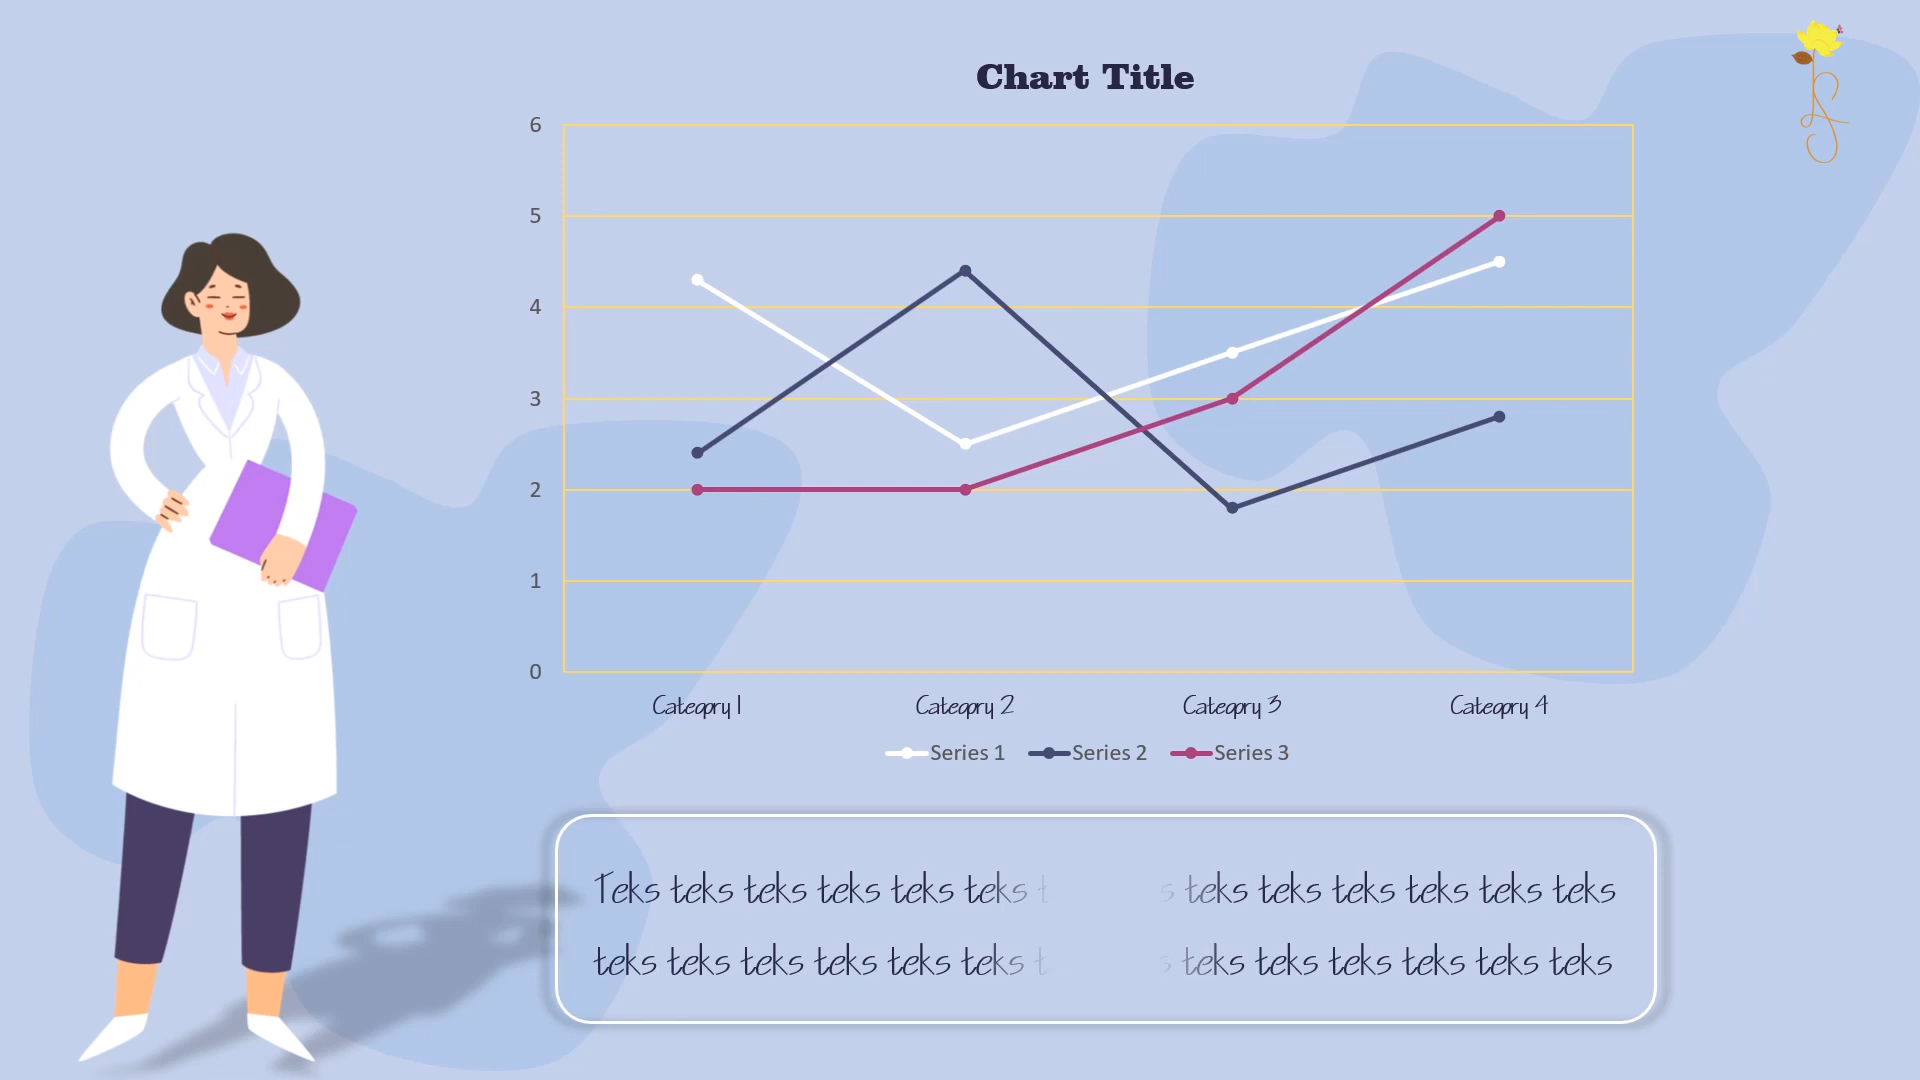 Chart Title
6
5
4
3
2
1
0
Category 1
Category 2
Category 3
Category 4
Series 1
Series 2
Series 3
Teks teks teks teks teks teks
teks teks teks teks teks teks
teks teks teks teks teks teks
teks teks teks teks teks teks